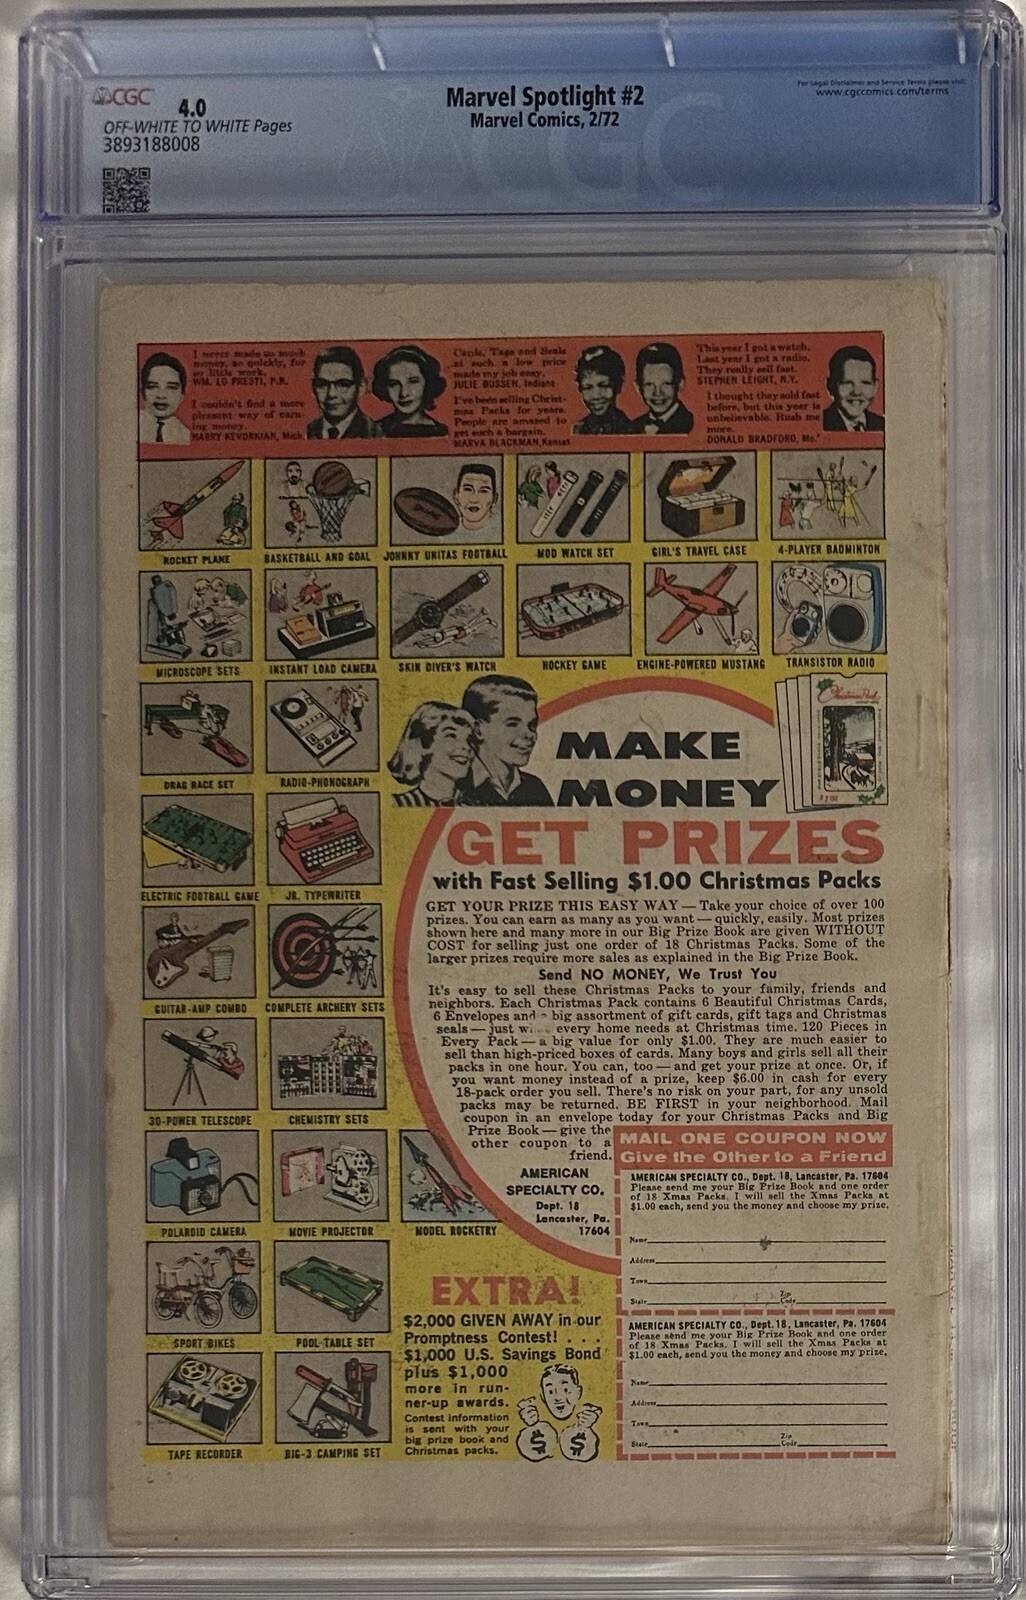 CGC
4.0
OFF-WHITE TO WHITE Pages
3893188008
Marvel Spotlight #2
Marvel Comics, 2/72
For Legal Disclaimer and Service Terms please visit:
www.cgccomics.com/terms
CGC
I never made so much
money, so quickly, for
so little work.
WM. LO PRESTI, P.R.
I couldn't find a more
pleasant way of earn-
ing money.
HARRY KEVORKIAN, Mich.
Cards, Tags and Seals
at such a low price
made my job easy.
JULIE BOSSEN, Indiana
I've been selling Christ-
mas Packs for years.
People are amazed to
get such a bargain.
MARVA BLACKMAN, Kansas
This year I got a watch.
Last year I got a radio.
They really sell fast.
STEPHEN LEIGHT, N.Y.
I thought they sold fast
before, but this year is
unbelievable. Rush me
more.
DONALD BRADFORD, Mo.
ROCKET PLANE
BASKETBALL AND GOAL
JOHNNY UNITAS FOOTBALL
MOD WATCH SET
GIRL'S TRAVEL CASE
4-PLAYER BADMINTON
MICROSCOPE SETS
INSTANT LOAD CAMERA
SKIN DIVER'S WATCH
HOCKEY GAME
ENGINE-POWERED MUSTANG
TRANSISTOR RADIO
DRAG RACE SET
RADIO-PHONOGRAPH
ELECTRIC FOOTBALL GAME
JR. TYPEWRITER
GUITAR-AMP COMBO
COMPLETE ARCHERY SETS
30-POWER TELESCOPE
CHEMISTRY SETS
POLAROID CAMERA
MOVIE PROJECTOR
MODEL ROCKETRY
SPORT BIKES
POOL TABLE SET
TAPE RECORDER
BIG-3 CAMPING SET
Christmas Pack
$1.00
MAKE
MONEY
GET PRIZES
with Fast Selling $1.00 Christmas Packs
GET YOUR PRIZE THIS EASY WAY — Take your choice of over 100
prizes. You can earn as many as you want — quickly, easily. Most prizes
shown here and many more in our Big Prize Book are given WITHOUT
COST for selling just one order of 18 Christmas Packs. Some of the
larger prizes require more sales as explained in the Big Prize Book.
Send NO MONEY, We Trust You
It's easy to sell these Christmas Packs to your family, friends and
neighbors. Each Christmas Pack contains 6 Beautiful Christmas Cards,
6 Envelopes and big assortment of gift cards, gift tags and Christmas
seals — just every home needs at Christmas time. 120 Pieces in
Every Pack — a big value for only $1.00. They are much easier to
sell than high-priced boxes of cards. Many boys and girls sell all their
packs in one hour. You can, too — and get your prize at once. Or, if
you want money instead of a prize, keep $6.00 in cash for every
18-pack order you sell. There's no risk on your part, for any unsold
packs may be returned. BE FIRST in your neighborhood. Mail
coupon in an envelope today for your Christmas Packs and Big
Prize Book — give the
other coupon to a
friend.
AMERICAN
SPECIALTY CO.
Dept. 18
Lancaster, Pa.
17604
MAIL ONE COUPON NOW
Give the Other to a Friend
AMERICAN SPECIALTY CO., Dept. 18, Lancaster, Pa. 17604
Please send me your Big Prize Book and one order
of 18 Xmas Packs. I will sell the Xmas Packs at
$1.00 each, send you the money and choose my prize.
Name
Address
Town
State Zip Code
AMERICAN SPECIALTY CO., Dept. 18, Lancaster, Pa. 17604
Please send me your Big Prize Book and one order
of 18 Xmas Packs. I will sell the Xmas Packs at
$1.00 each, send you the money and choose my prize.
Name
Address
Town
State Zip Code
EXTRA!
$2,000 GIVEN AWAY in our
Promptness Contest! . . .
$1,000 U.S. Savings Bond
plus $1,000
more in run-
ner-up awards.
Contest information
is sent with your
big prize book and
Christmas packs.
$ $